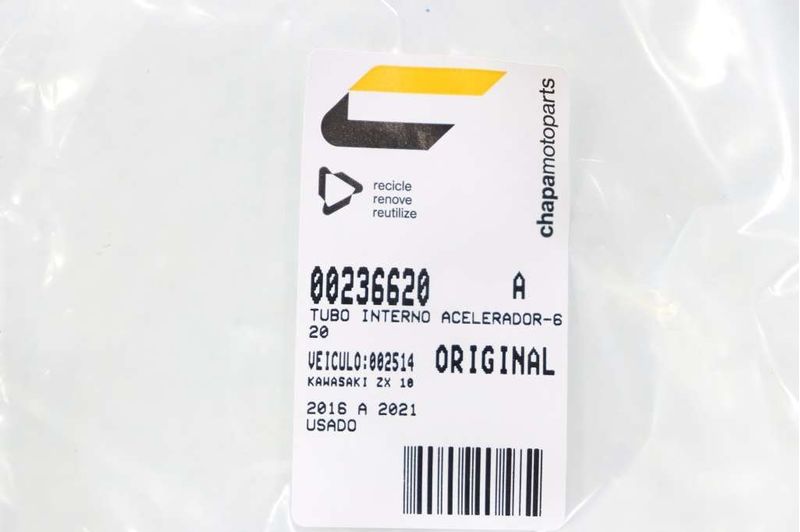 chapamotoparts
recicle
renove
reutilize
00236620 A
TUBO INTERNO ACELERADOR-6
20
VEICULO:002514 ORIGINAL
KAWASAKI ZX 10
2016 A 2021
USADO